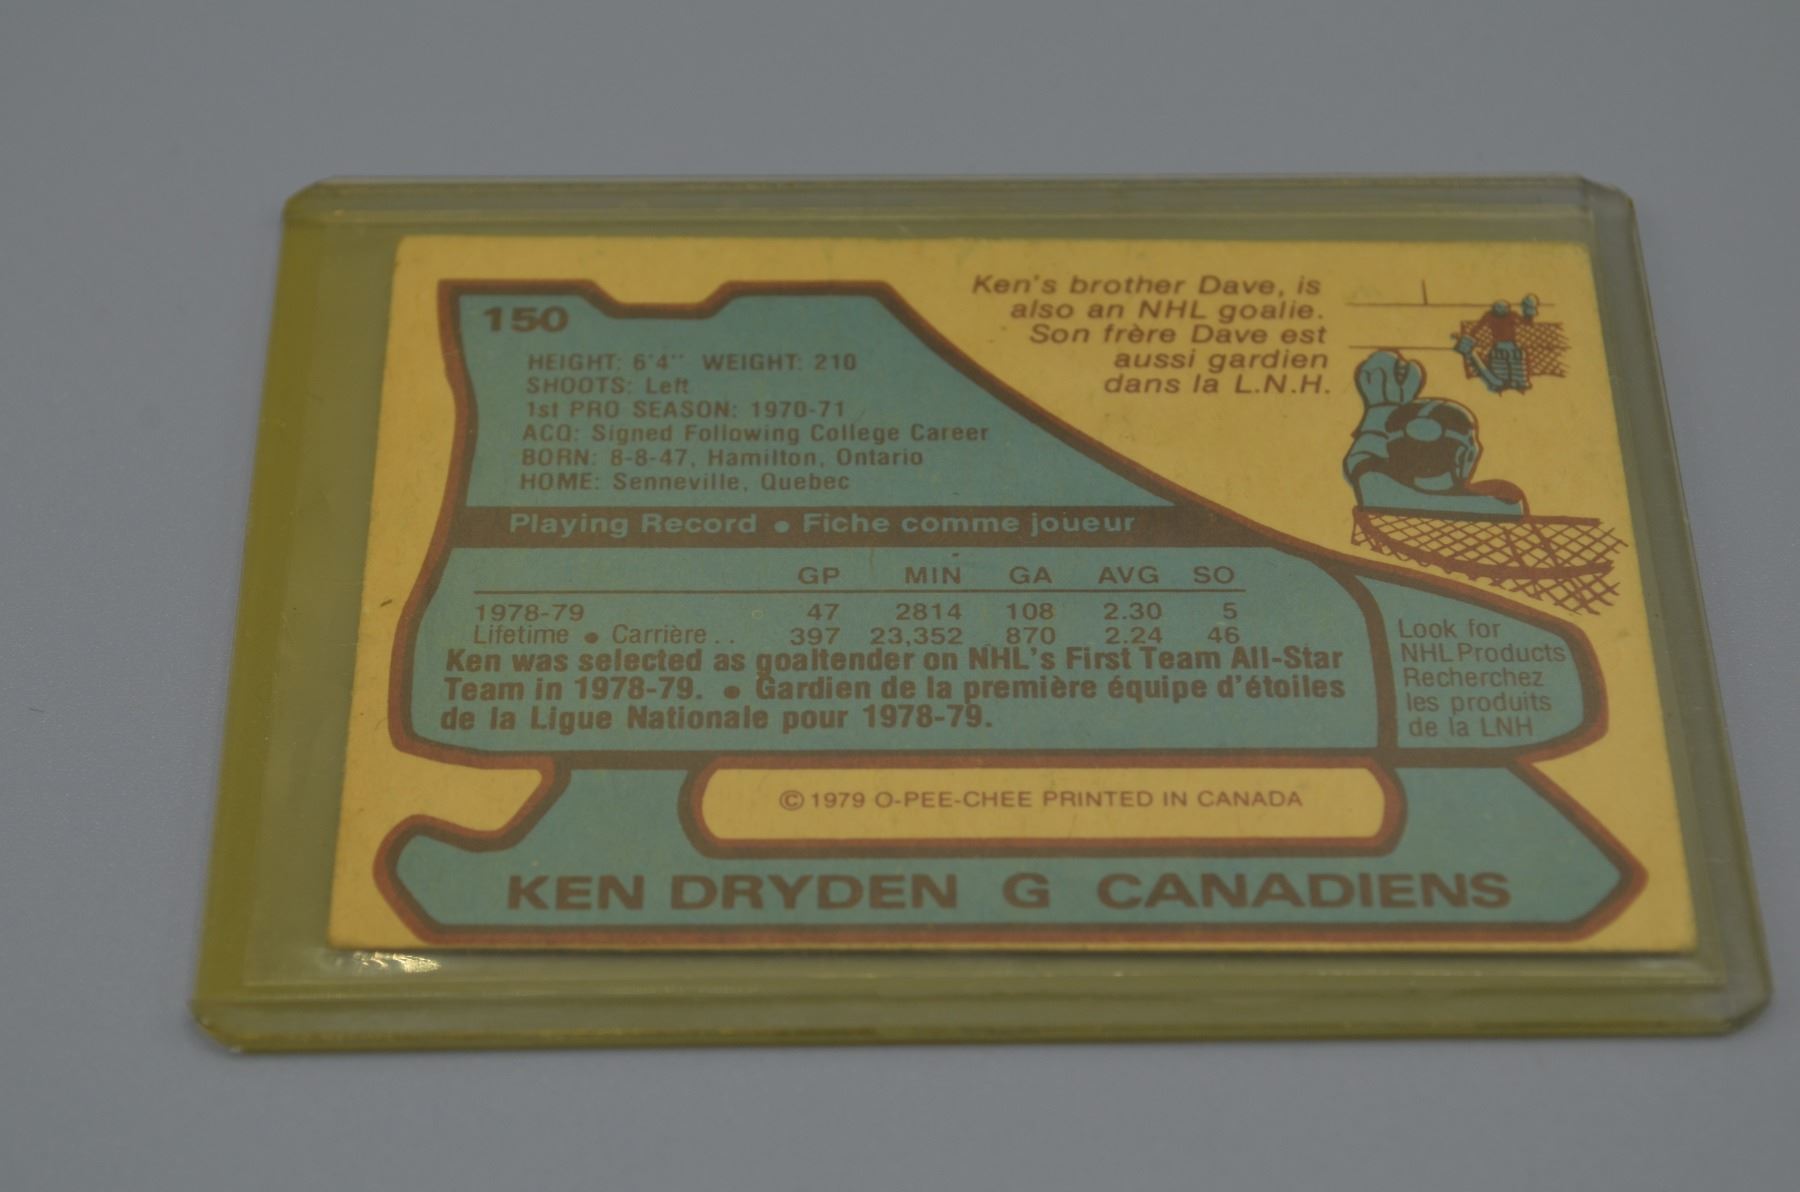 150
Ken's brother Dave, is
also an NHL goalie.
Son frère Dave est
aussi gardien
dans la L.N.H.
HEIGHT: 6'4" WEIGHT: 210
SHOOTS: Left
1st PRO SEASON: 1970-71
ACQ: Signed Following College Career
BORN: 8-8-47, Hamilton, Ontario
HOME: Senneville, Quebec
Playing Record • Fiche comme joueur
GP MIN GA AVG SO
1978-79 47 2814 108 2.30 5
Lifetime • Carrière.. 397 23,352 870 2.24 46
Ken was selected as goaltender on NHL's First Team All-Star
Team in 1978-79. • Gardien de la première équipe d'étoiles
de la Ligue Nationale pour 1978-79.
Look for
NHL Products
Recherchez
les produits
de la LNH
© 1979 O-PEE-CHEE PRINTED IN CANADA
KEN DRYDEN G CANADIENS